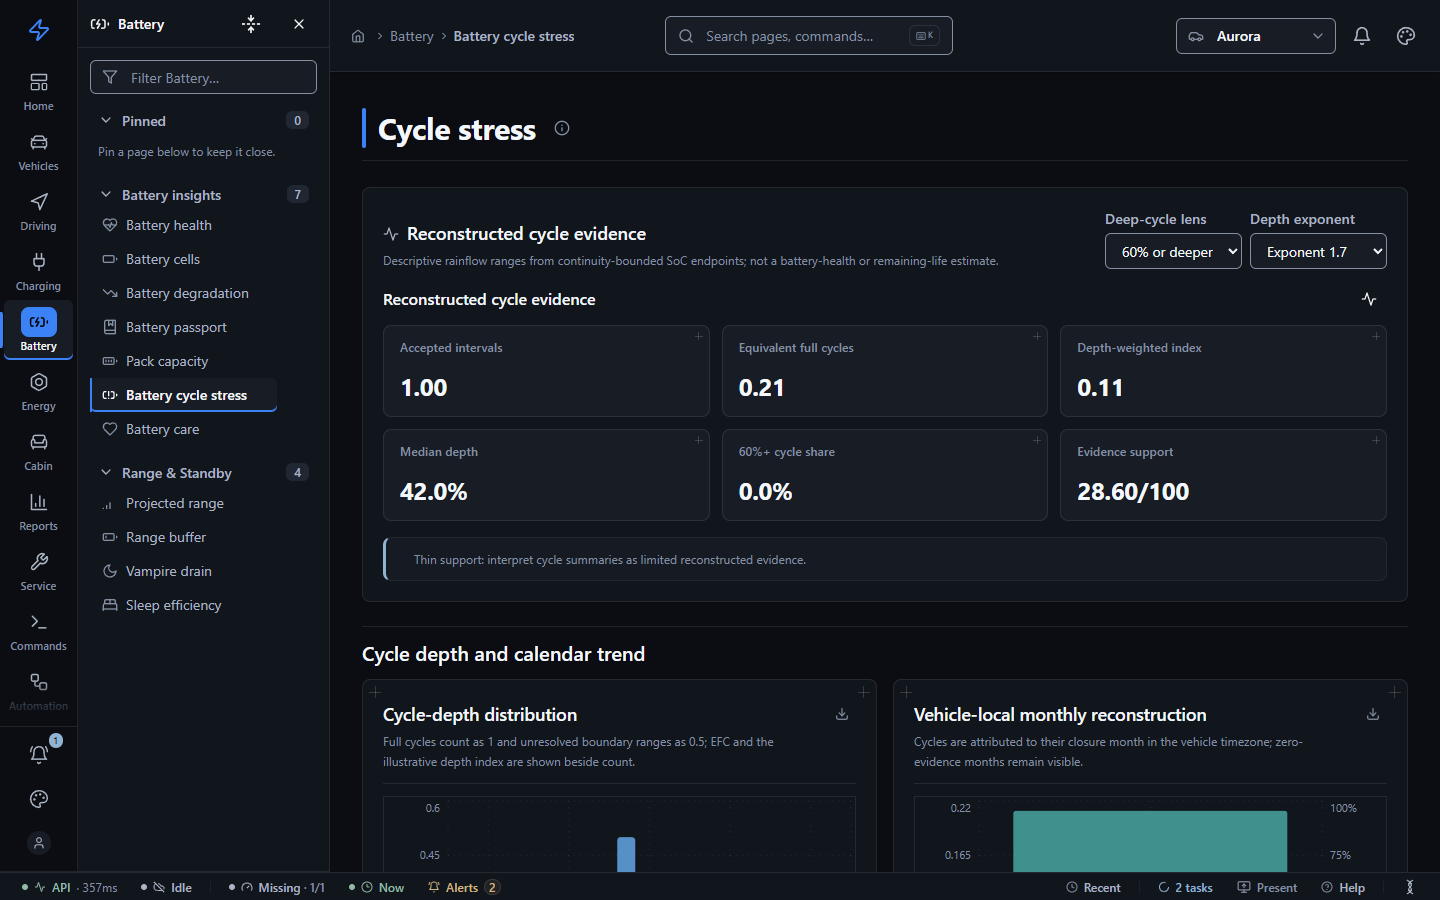 Battery
Battery
Battery cycle stress
Search pages, commands...
K
Aurora
Home
Vehicles
Driving
Charging
Battery
Energy
Cabin
Reports
Service
Commands
Automation
1
Filter Battery...
Pinned
0
Pin a page below to keep it close.
Battery insights
7
Battery health
Battery cells
Battery degradation
Battery passport
Pack capacity
Battery cycle stress
Battery care
Range & Standby
4
Projected range
Range buffer
Vampire drain
Sleep efficiency
Cycle stress
Reconstructed cycle evidence
Descriptive rainflow ranges from continuity-bounded SoC endpoints; not a battery-health or remaining-life estimate.
Deep-cycle lens
60% or deeper
Depth exponent
Exponent 1.7
Reconstructed cycle evidence
Accepted intervals
1.00
Equivalent full cycles
0.21
Depth-weighted index
0.11
Median depth
42.0%
60%+ cycle share
0.0%
Evidence support
28.60/100
Thin support: interpret cycle summaries as limited reconstructed evidence.
Cycle depth and calendar trend
Cycle-depth distribution
Full cycles count as 1 and unresolved boundary ranges as 0.5; EFC and the
illustrative depth index are shown beside count.
0.6
0.45
Vehicle-local monthly reconstruction
Cycles are attributed to their closure month in the vehicle timezone; zero-
evidence months remain visible.
0.22
100%
0.165
75%
API · 357ms
Idle
Missing · 1/1
Now
Alerts 2
Recent
2 tasks
Present
Help